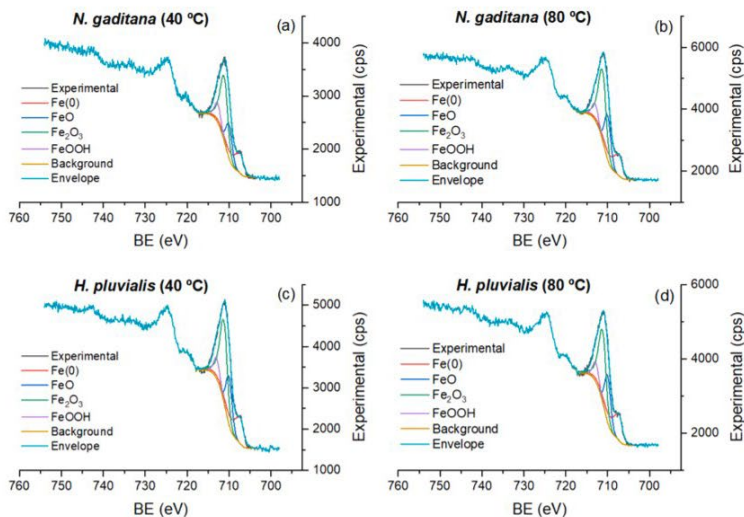 N. gaditana (40 ºC)
(a)
4000
3000
2000
1000
Experimental (cps)
Experimental
Fe(0)
FeO
Fe2O3
FeOOH
Background
Envelope
760 750 740 730 720 710 700
BE (eV)
N. gaditana (80 ºC)
(b)
6000
4000
2000
Experimental (cps)
Experimental
Fe(0)
FeO
Fe2O3
FeOOH
Background
Envelope
760 750 740 730 720 710 700
BE (eV)
H. pluvialis (40 ºC)
(c)
5000
4000
3000
2000
1000
Experimental (cps)
Experimental
Fe(0)
FeO
Fe2O3
FeOOH
Background
Envelope
760 750 740 730 720 710 700
BE (eV)
H. pluvialis (80 ºC)
(d)
6000
4000
2000
Experimental (cps)
Experimental
Fe(0)
FeO
Fe2O3
FeOOH
Background
Envelope
760 750 740 730 720 710 700
BE (eV)